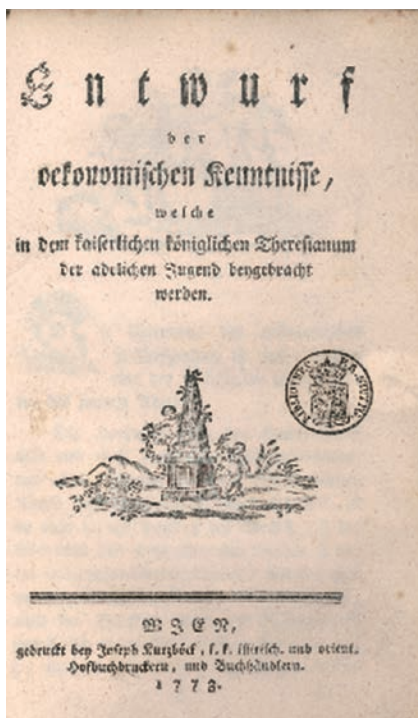 Entwurf
der
oekonomischen Kenntnisse,
welche
in dem kaiserlichen königlichen Theresianum
der adelichen Jugend beygebracht
werden.
WIEN,
gedruckt bey Joseph Kurzböck, k. k. illirisch. und orient.
Hofbuchdruckern, und Buchhändlern.
1773.